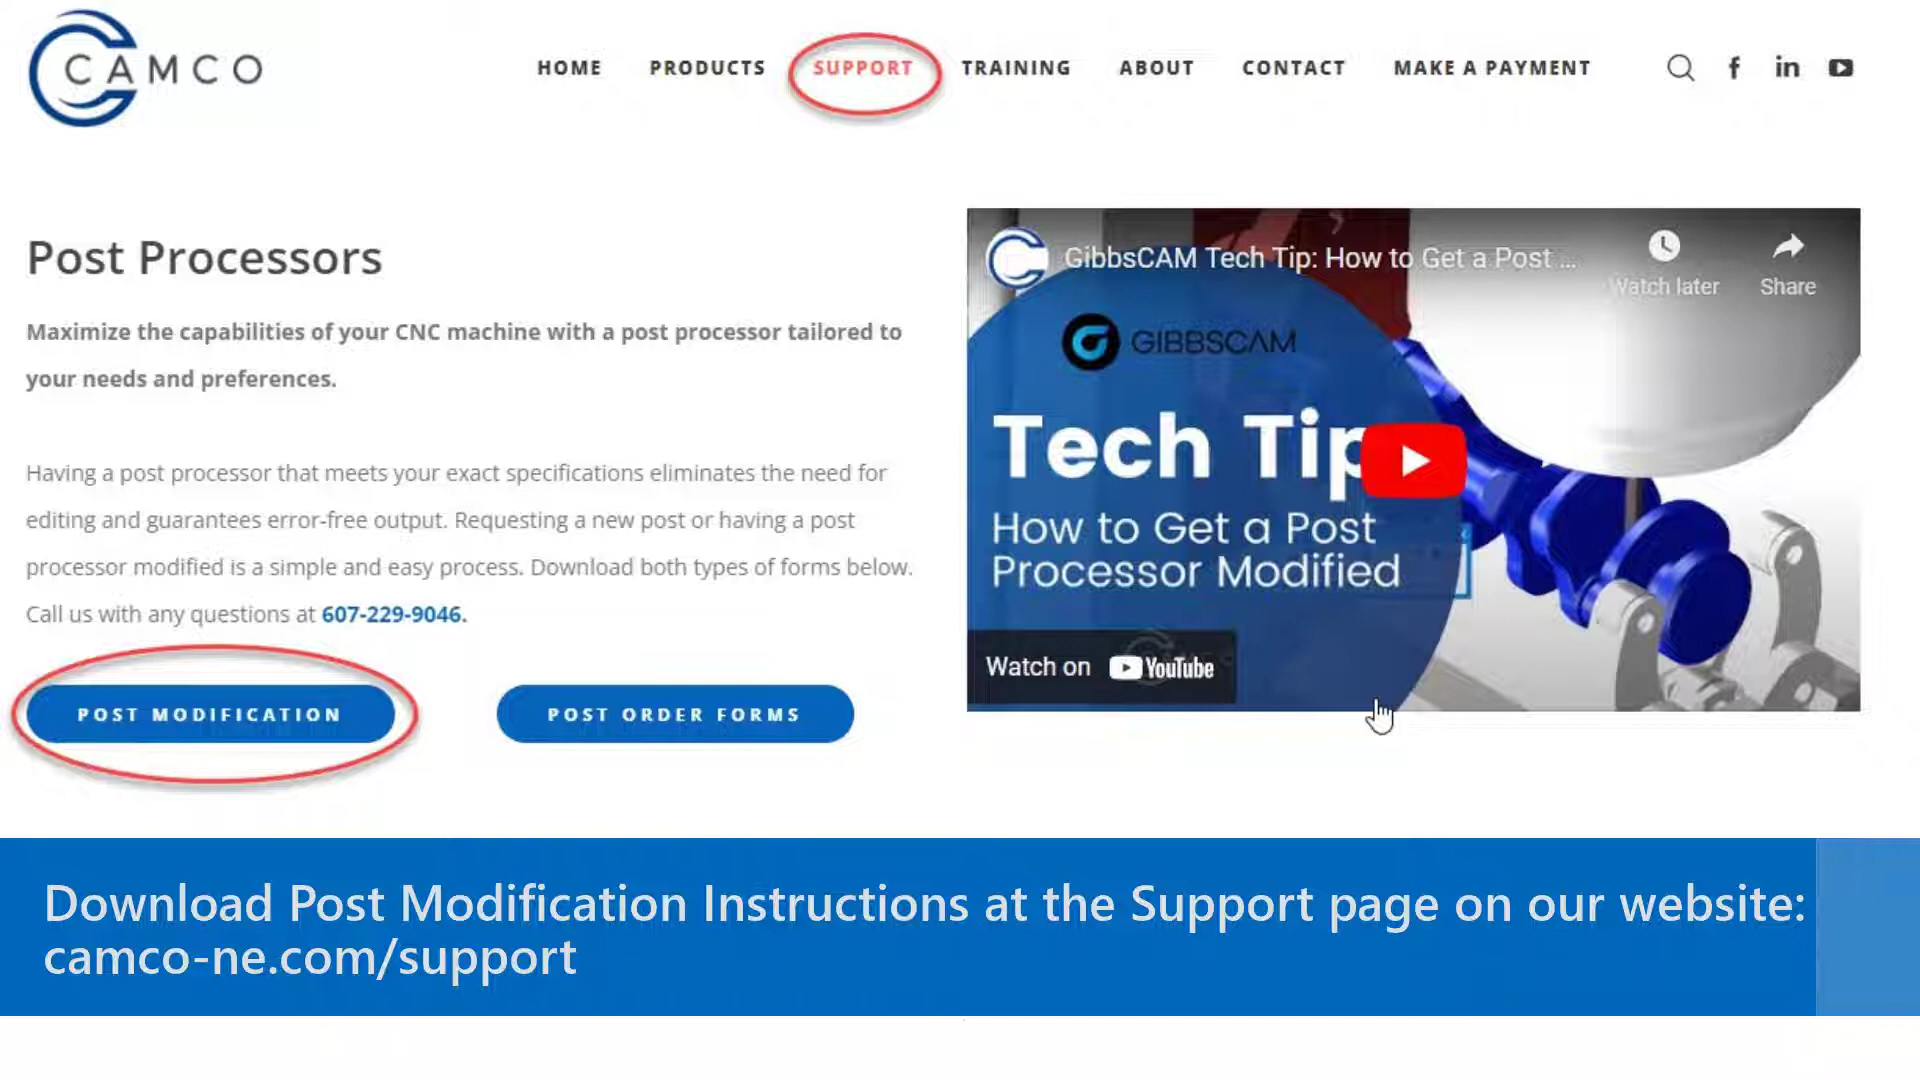 CAMCO
HOME PRODUCTS SUPPORT TRAINING ABOUT CONTACT MAKE A PAYMENT
Post Processors
Maximize the capabilities of your CNC machine with a post processor tailored to
your needs and preferences.
Having a post processor that meets your exact specifications eliminates the need for
editing and guarantees error-free output. Requesting a new post or having a post
processor modified is a simple and easy process. Download both types of forms below.
Call us with any questions at 607-229-9046.
POST MODIFICATION
POST ORDER FORMS
GibbsCAM Tech Tip: How to Get a Post ...
Watch later
Share
GIBBSCAM
Tech Tip
How to Get a Post
Processor Modified
Watch on YouTube
Download Post Modification Instructions at the Support page on our website:
camco-ne.com/support